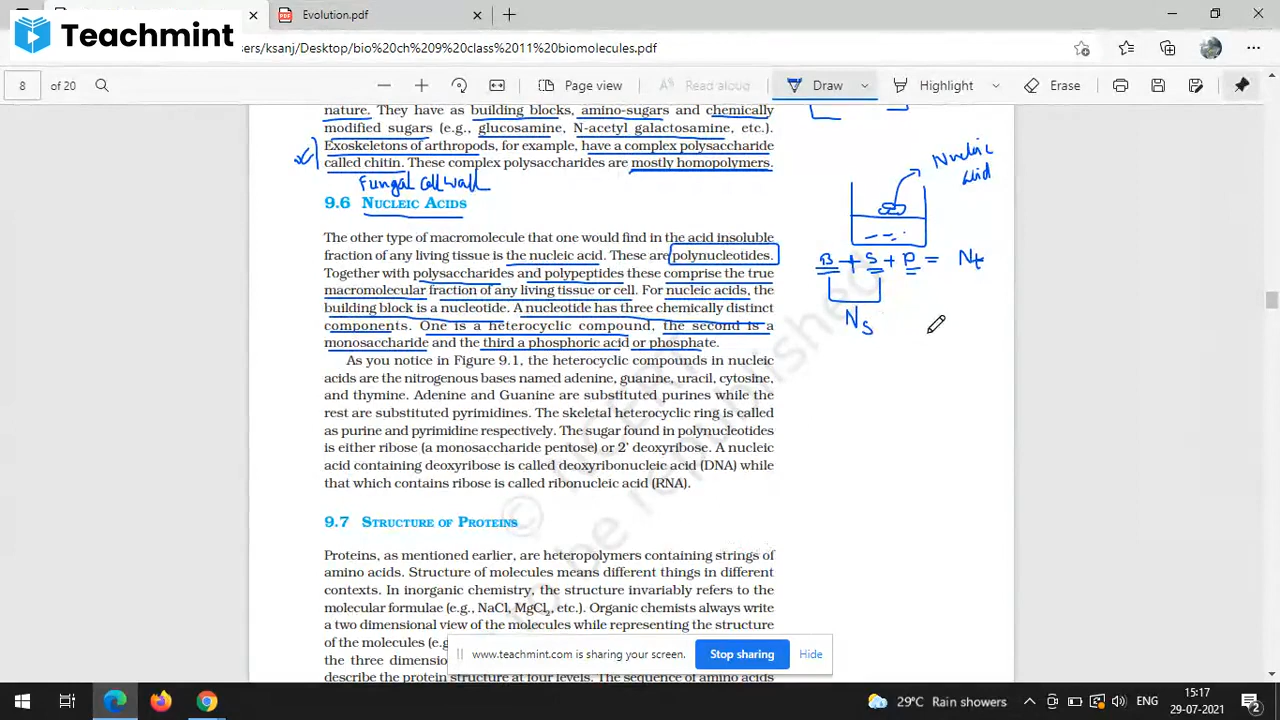 Evolution.pdf
Teachmint
ers/ksanj/Desktop/bio%20ch%209%20class%2011%20biomolecules.pdf
8 of 20
Page view
Read aloud
Draw
Highlight
Erase
nature. They have as building blocks, amino-sugars and chemically
modified sugars (e.g., glucosamine, N-acetyl galactosamine, etc.).
Exoskeletons of arthropods, for example, have a complex polysaccharide
called chitin. These complex polysaccharides are mostly homopolymers.
Fungal cell wall
Nucleic
acid
9.6 NUCLEIC ACIDS
The other type of macromolecule that one would find in the acid insoluble
fraction of any living tissue is the nucleic acid. These are polynucleotides.
Together with polysaccharides and polypeptides these comprise the true
macromolecular fraction of any living tissue or cell. For nucleic acids, the
building block is a nucleotide. A nucleotide has three chemically distinct
components. One is a heterocyclic compound, the second is a
monosaccharide and the third a phosphoric acid or phosphate.
B + S + P = Nt
Ns
As you notice in Figure 9.1, the heterocyclic compounds in nucleic
acids are the nitrogenous bases named adenine, guanine, uracil, cytosine,
and thymine. Adenine and Guanine are substituted purines while the
rest are substituted pyrimidines. The skeletal heterocyclic ring is called
as purine and pyrimidine respectively. The sugar found in polynucleotides
is either ribose (a monosaccharide pentose) or 2' deoxyribose. A nucleic
acid containing deoxyribose is called deoxyribonucleic acid (DNA) while
that which contains ribose is called ribonucleic acid (RNA).
9.7 STRUCTURE OF PROTEINS
Proteins, as mentioned earlier, are heteropolymers containing strings of
amino acids. Structure of molecules means different things in different
contexts. In inorganic chemistry, the structure invariably refers to the
molecular formulae (e.g., NaCl, MgCl2, etc.). Organic chemists always write
a two dimensional view of the molecules while representing the structure
of the molecules (e.g
the three dimension
describe the protein structure at four levels. The sequence of amino acids
www.teachmint.com is sharing your screen.
Stop sharing
Hide
29°C Rain showers
ENG
15:17
29-07-2021
2